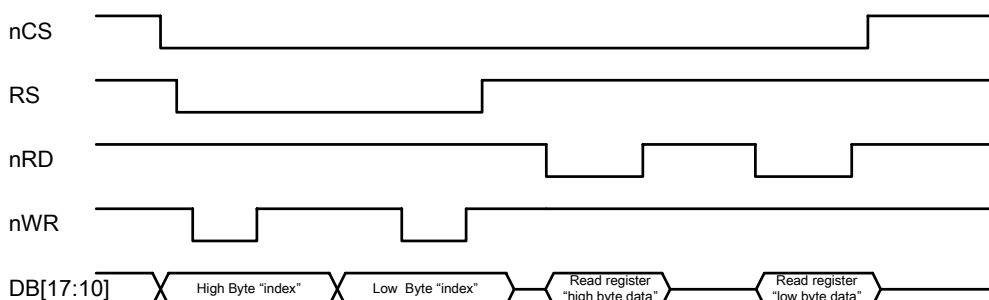 nCS
RS
nRD
nWR
DB[17:10]
High Byte “index”
Low Byte “index”
Read register
“high byte data”
Read register
“low byte data”